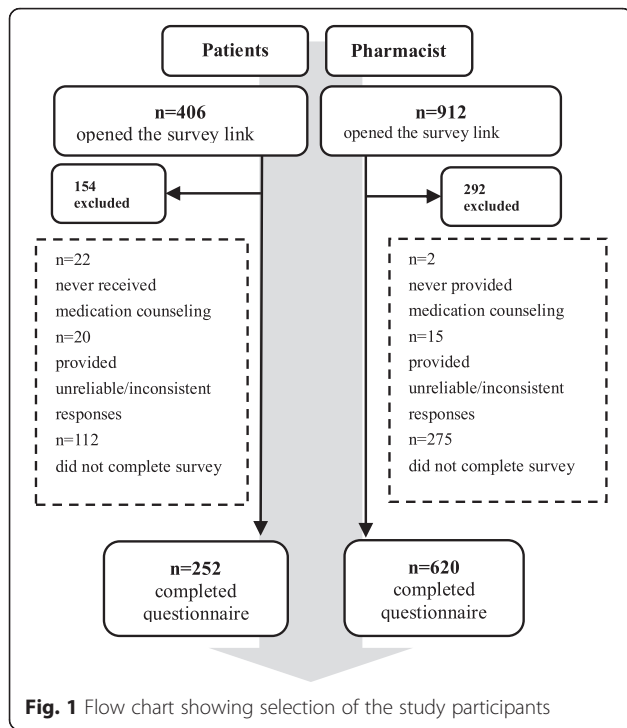 Patients
Pharmacist
n=406
opened the survey link
n=912
opened the survey link
154
excluded
292
excluded
n=22
never received
medication counseling
n=20
provided
unreliable/inconsistent
responses
n=112
did not complete survey
n=2
never provided
medication counseling
n=15
provided
unreliable/inconsistent
responses
n=275
did not complete survey
n=252
completed
questionnaire
n=620
completed
questionnaire
Fig. 1 Flow chart showing selection of the study participants